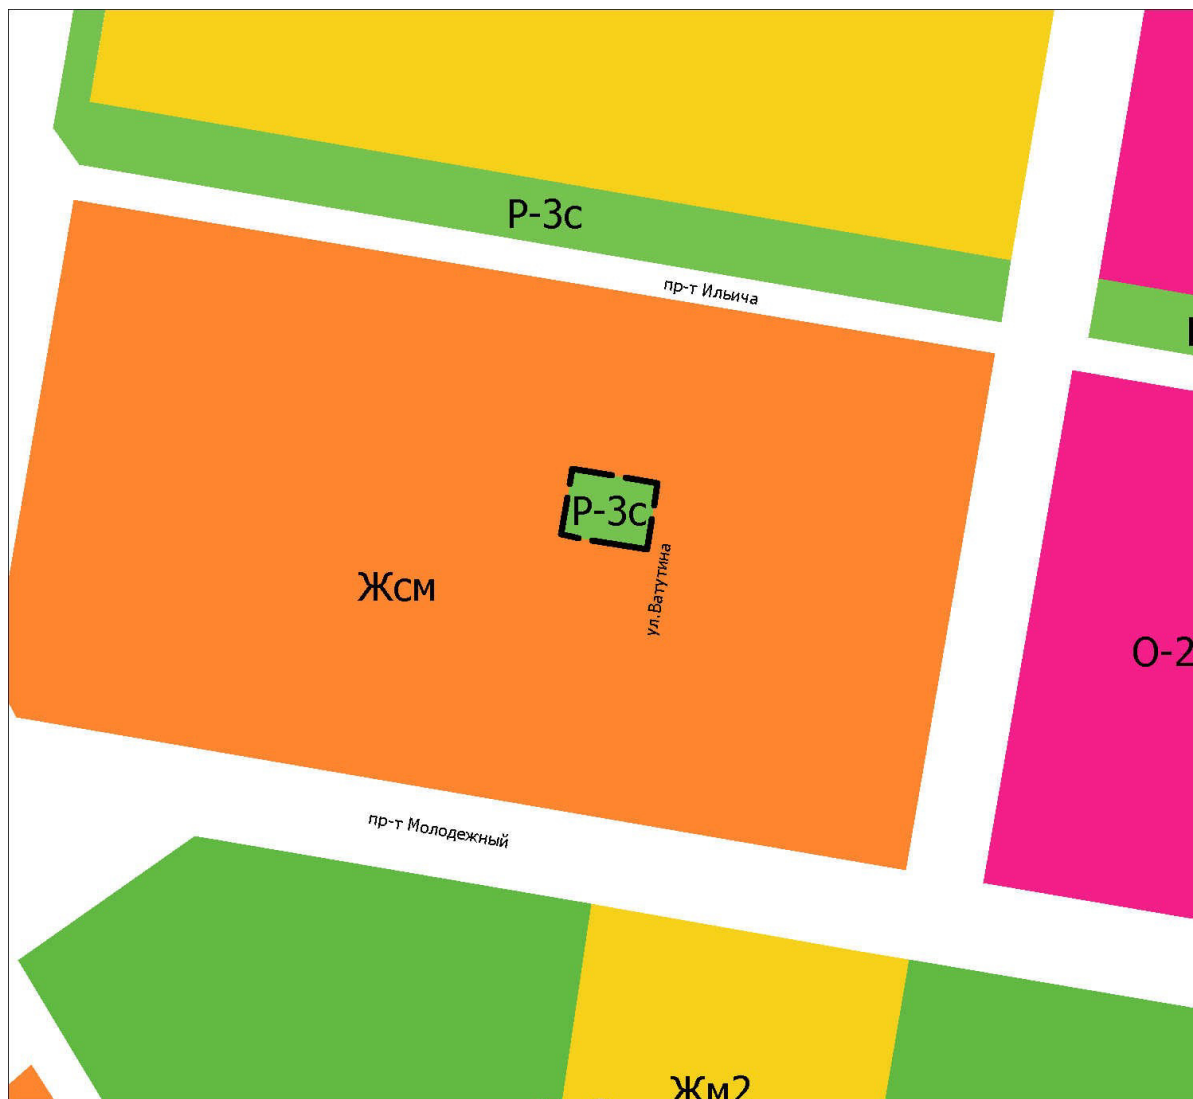 Р-3с
пр-т Ильича
Р-3с
ул.Ватутина
Жсм
О-2
пр-т Молодежный
Жм2